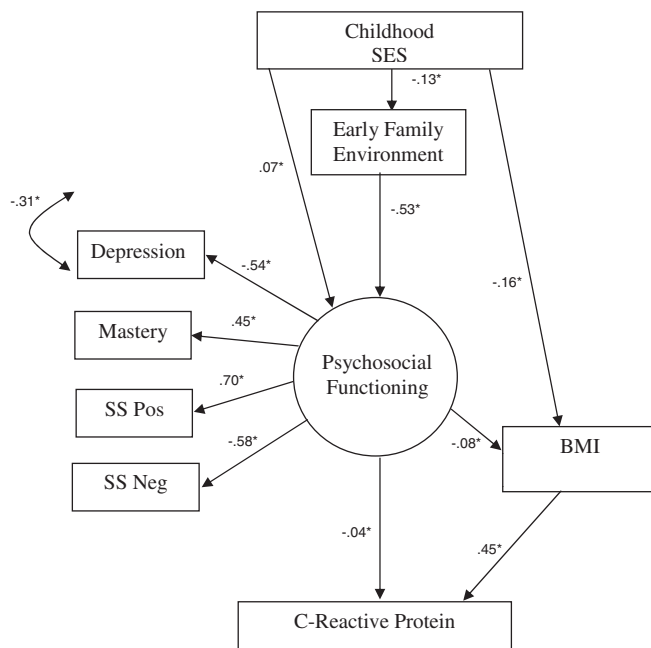 Childhood
SES
-.13*
Early Family
Environment
.07*
-.53*
-.31*
Depression
-.54*
-.16*
Mastery
.45*
Psychosocial
Functioning
SS Pos
.70*
SS Neg
-.58*
-.08*
BMI
-.04*
.45*
C-Reactive Protein